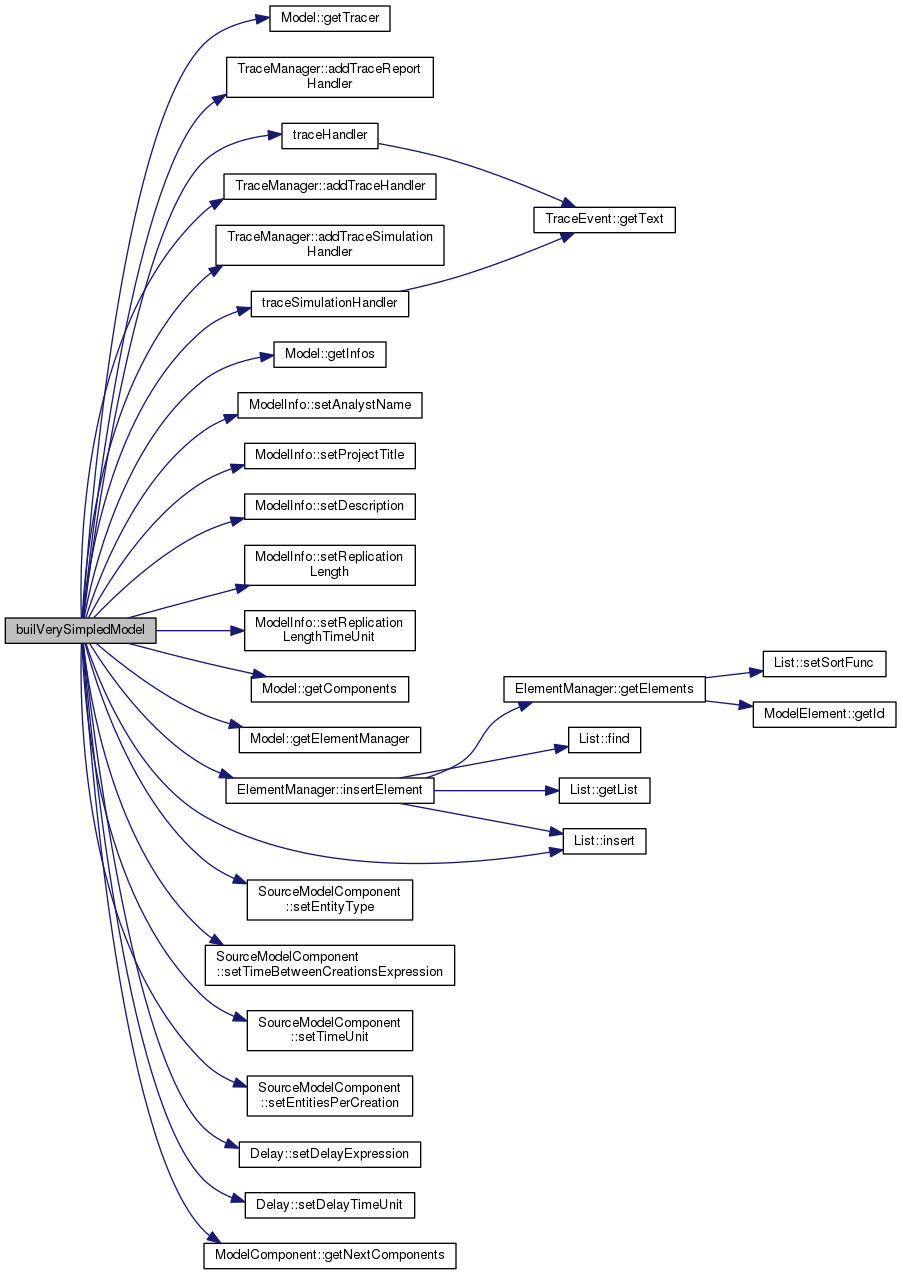 Model::getTracer
TraceManager::addTraceReport
Handler
traceHandler
TraceManager::addTraceHandler
TraceEvent::getText
TraceManager::addTraceSimulation
Handler
traceSimulationHandler
Model::getInfos
ModelInfo::setAnalystName
ModelInfo::setProjectTitle
ModelInfo::setDescription
ModelInfo::setReplication
Length
builVerySimpledModel
ModelInfo::setReplication
LengthTimeUnit
Model::getComponents
ElementManager::getElements
List::setSortFunc
ModelElement::getId
Model::getElementManager
List::find
ElementManager::insertElement
List::getList
List::insert
SourceModelComponent
::setEntityType
SourceModelComponent
::setTimeBetweenCreationsExpression
SourceModelComponent
::setTimeUnit
SourceModelComponent
::setEntitiesPerCreation
Delay::setDelayExpression
Delay::setDelayTimeUnit
ModelComponent::getNextComponents